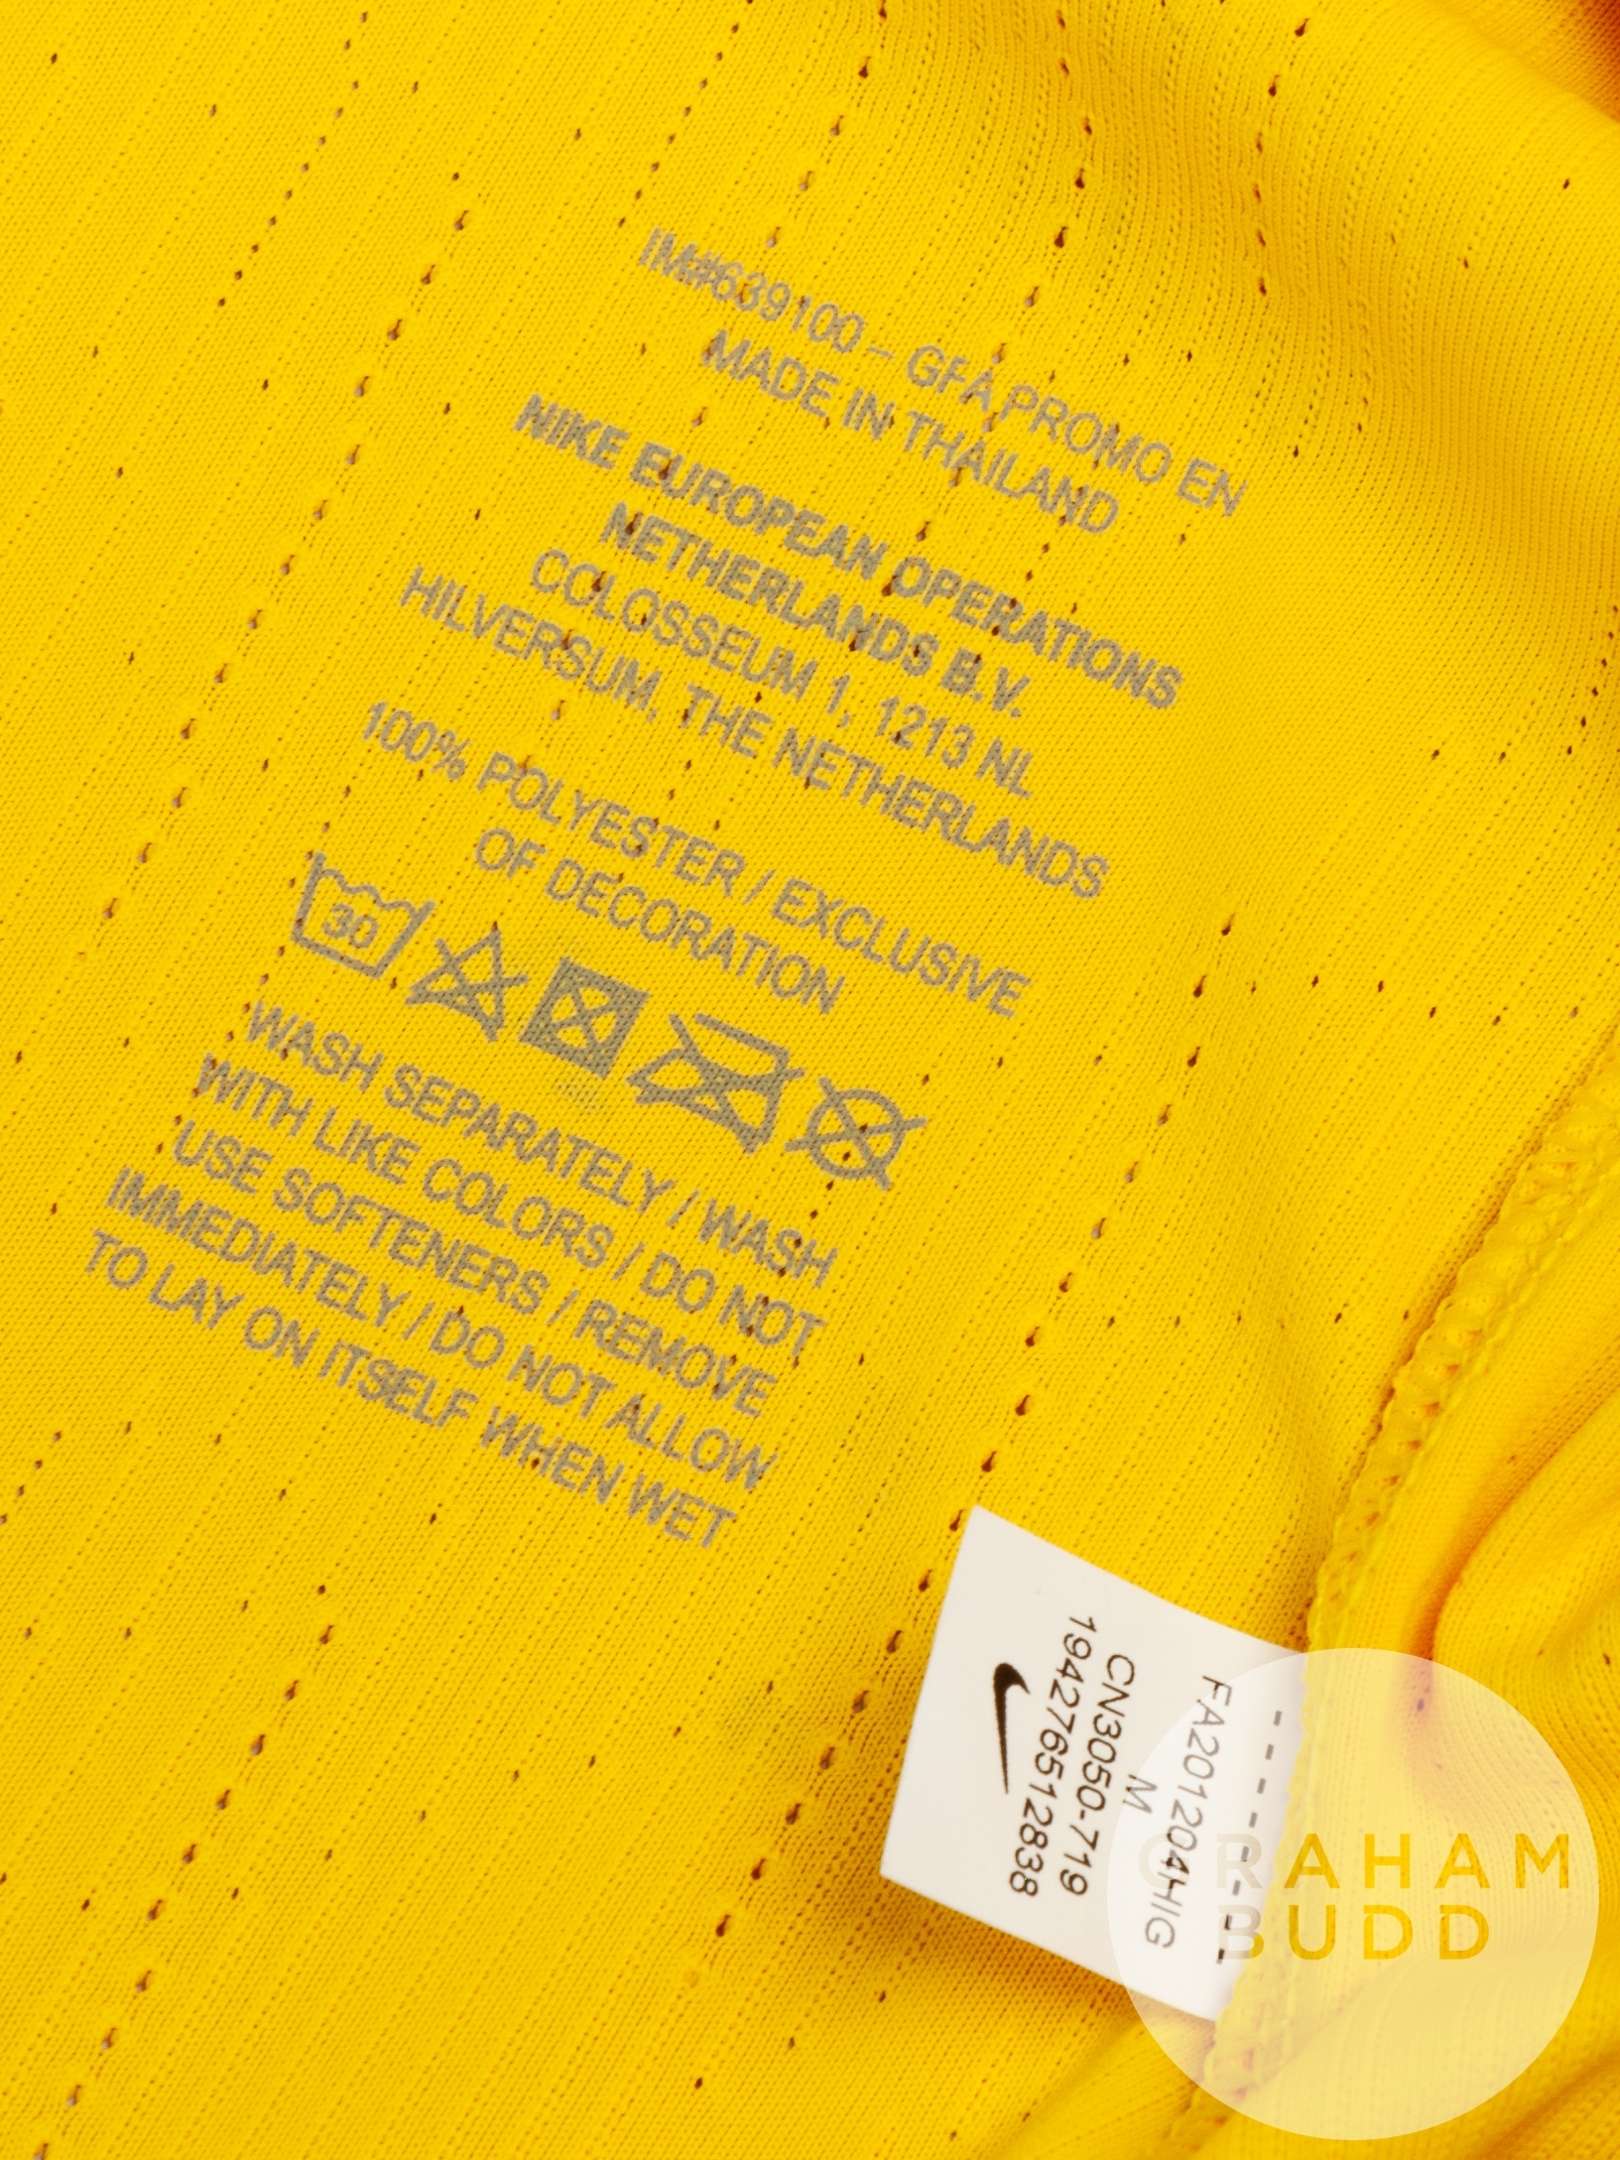 IM#639100 – GFA PROMO EN
MADE IN THAILAND
NIKE EUROPEAN OPERATIONS
NETHERLANDS B.V.
COLOSSEUM 1, 1213 NL
HILVERSUM, THE NETHERLANDS
100% POLYESTER / EXCLUSIVE
OF DECORATION
30
WASH SEPARATELY / WASH
WITH LIKE COLORS / DO NOT
USE SOFTENERS / REMOVE
IMMEDIATELY / DO NOT ALLOW
TO LAY ON ITSELF WHEN WET
FA201204HIG
M
CN3050-719
194276512838
GRAHAM
BUDD